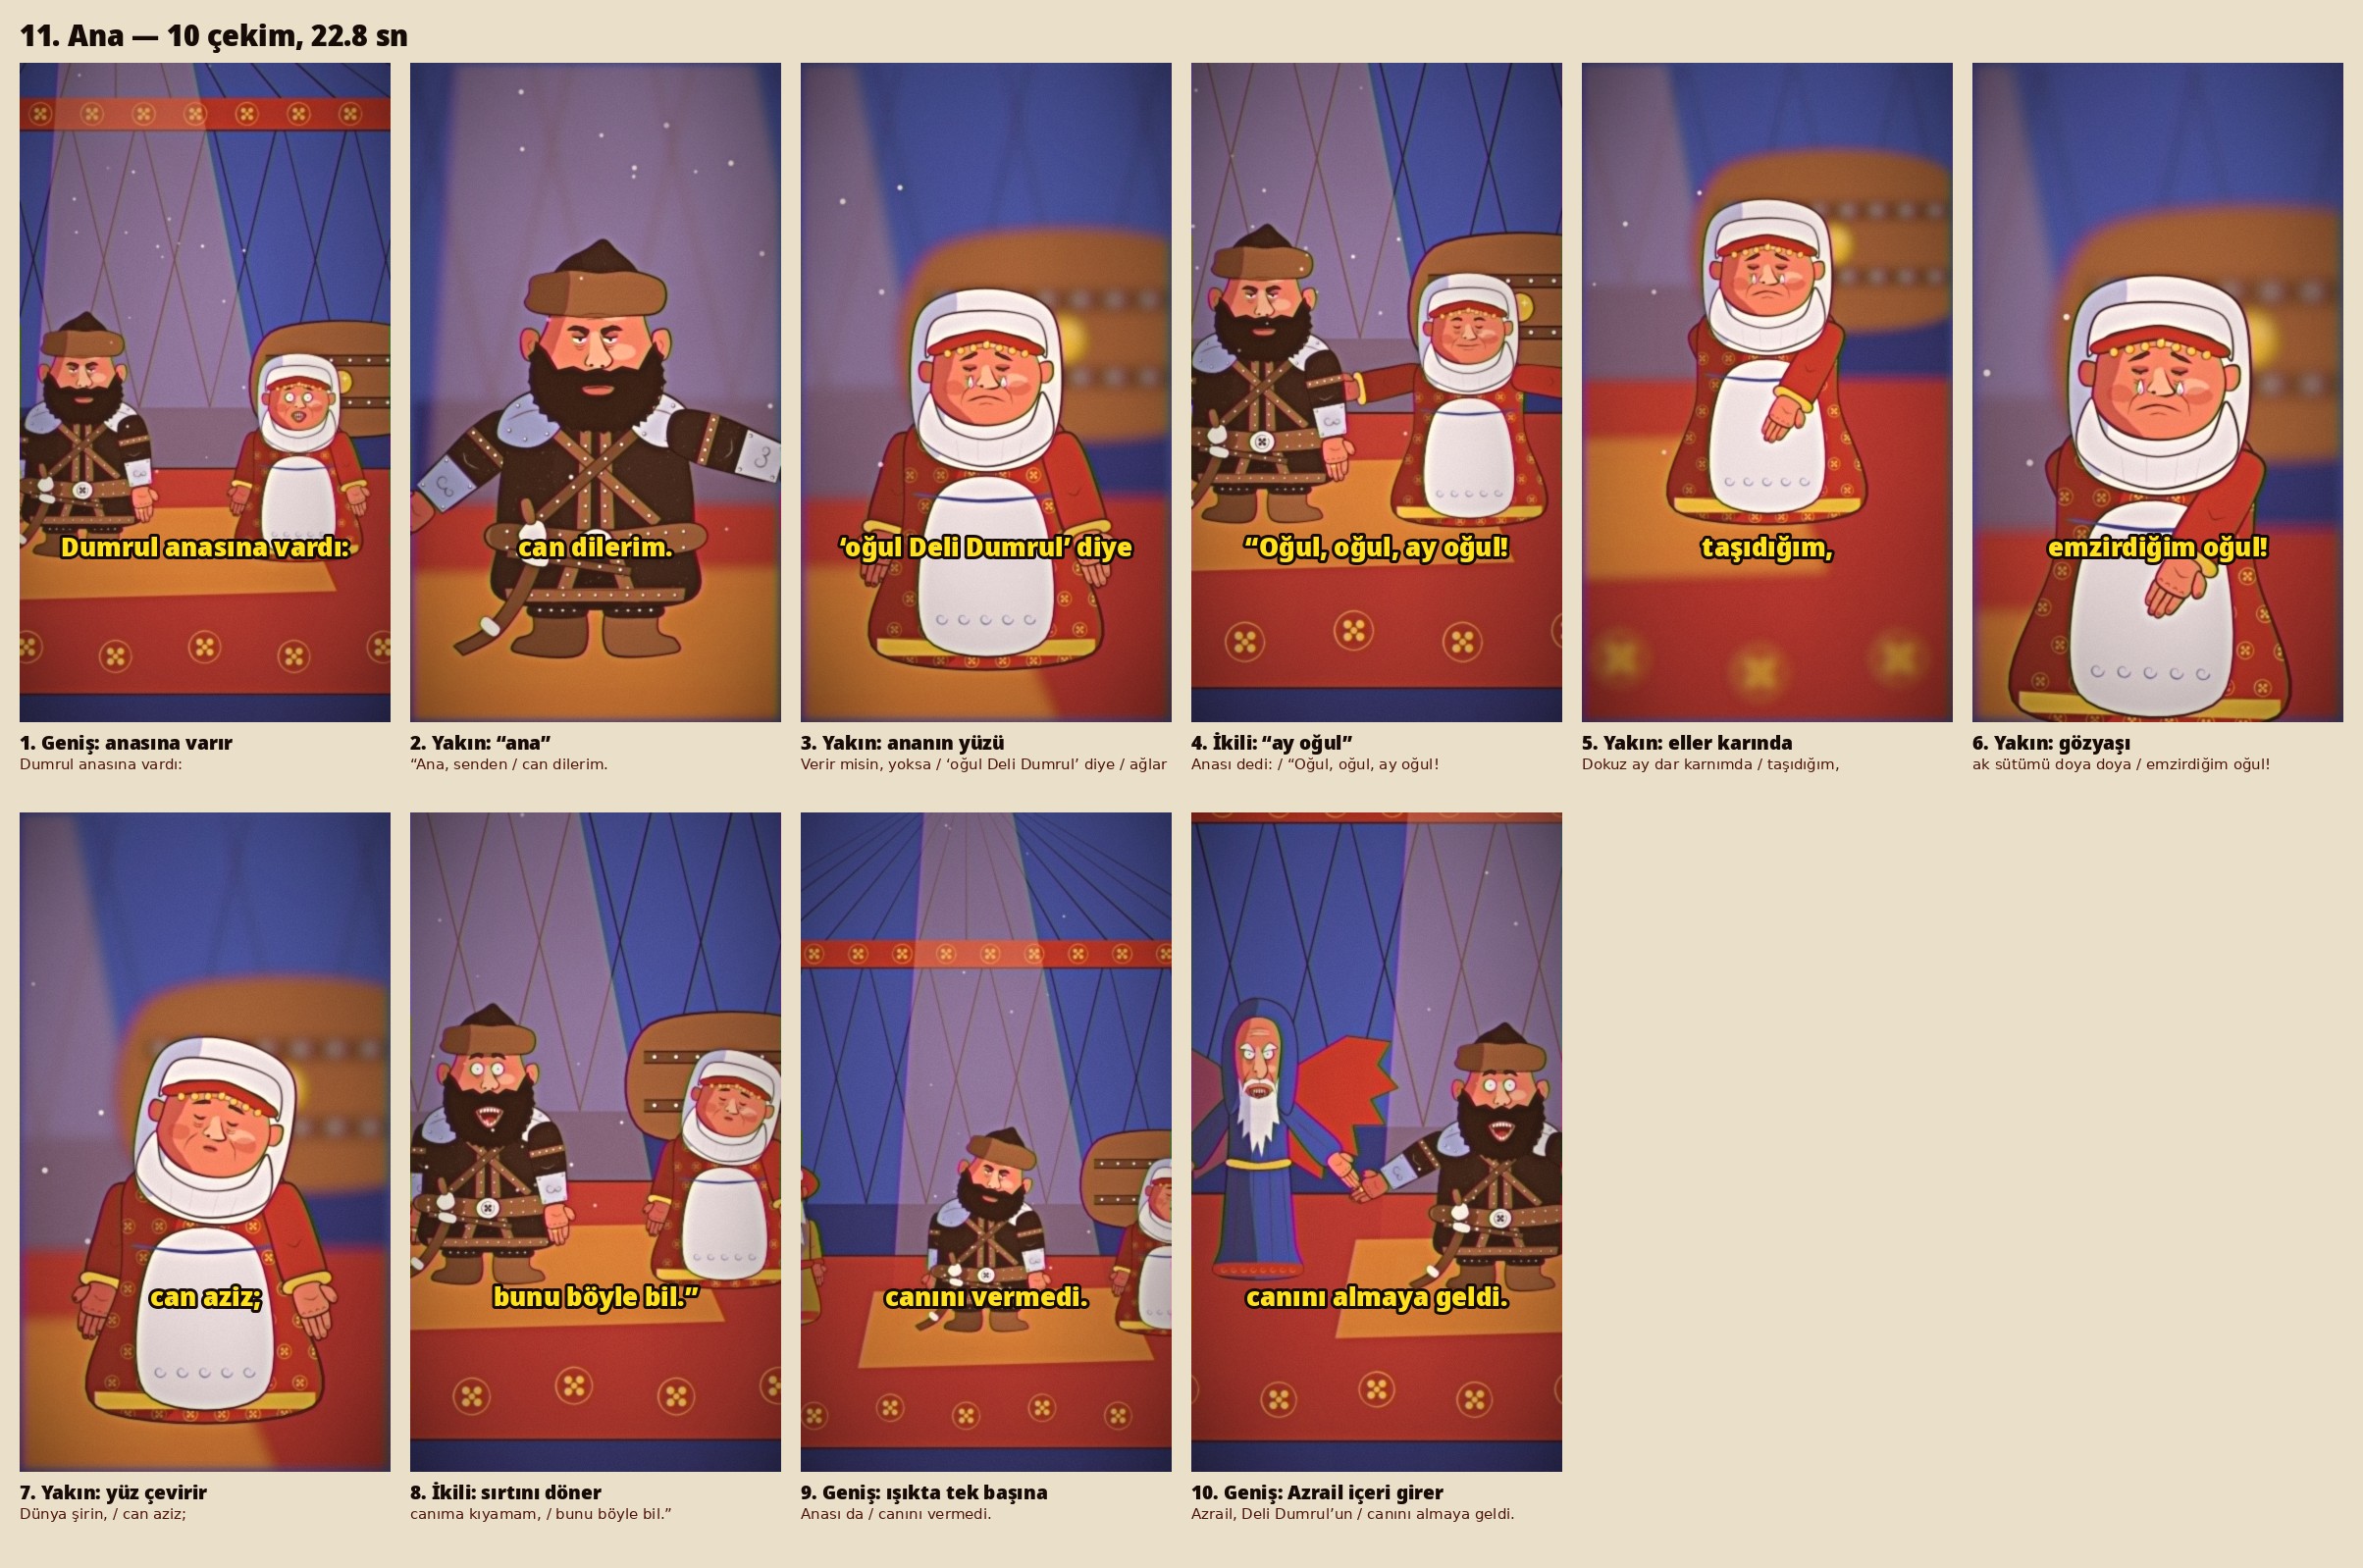 11. Ana — 10 çekim, 22.8 sn
Dumrul anasına vardı:
can dilerim.
‘oğul Deli Dumrul’ diye
“Oğul, oğul, ay oğul!
taşıdığım,
emzirdiğim oğul!
1. Geniş: anasına varır
Dumrul anasına vardı:
2. Yakın: “ana”
“Ana, senden / can dilerim.
3. Yakın: ananın yüzü
Verir misin, yoksa / ‘oğul Deli Dumrul’ diye / ağlar
4. İkili: “ay oğul”
Anası dedi: / “Oğul, oğul, ay oğul!
5. Yakın: eller karında
Dokuz ay dar karnımda / taşıdığım,
6. Yakın: gözyaşı
ak sütümü doya doya / emzirdiğim oğul!
can aziz;
bunu böyle bil.”
canını vermedi.
canını almaya geldi.
7. Yakın: yüz çevirir
Dünya şirin, / can aziz;
8. İkili: sırtını döner
canıma kıyamam, / bunu böyle bil.”
9. Geniş: ışıkta tek başına
Anası da / canını vermedi.
10. Geniş: Azrail içeri girer
Azrail, Deli Dumrul’un / canını almaya geldi.